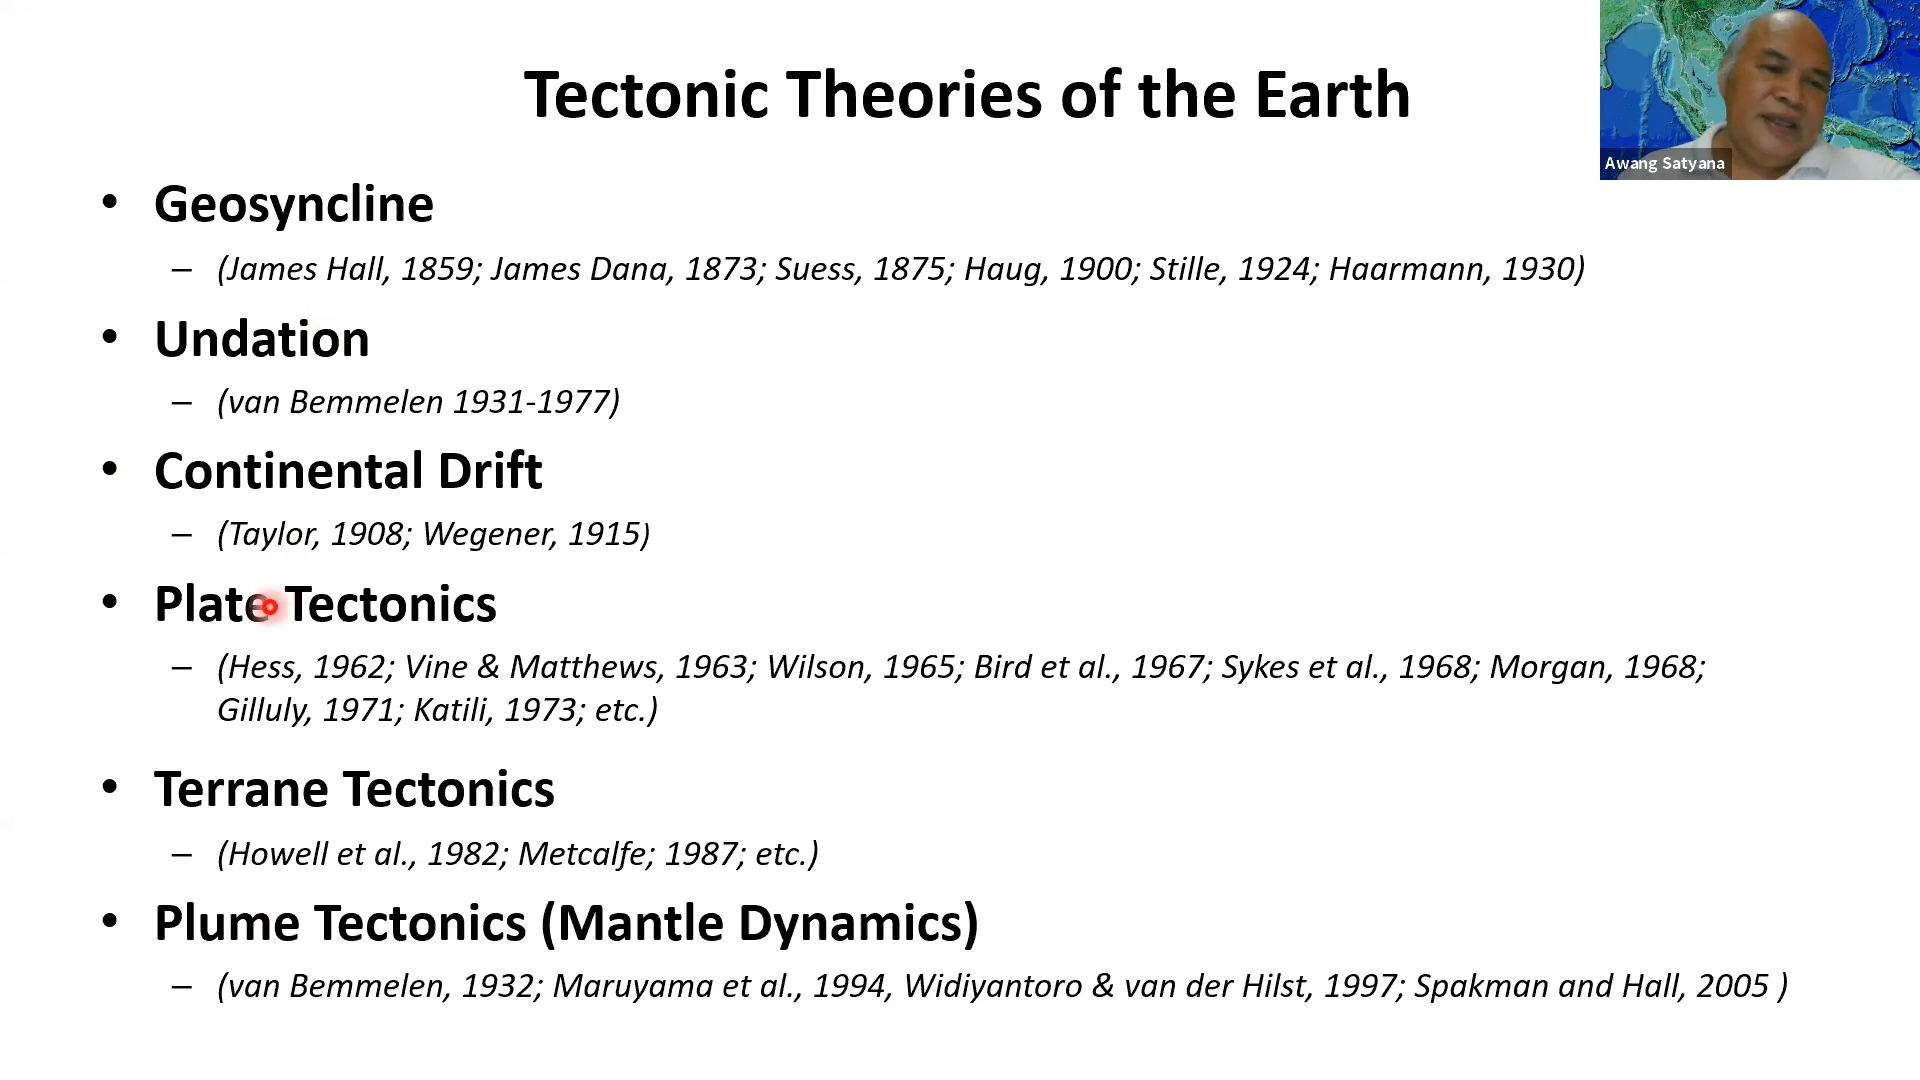 Tectonic Theories of the Earth
Awang Satyana
• Geosyncline
– (James Hall, 1859; James Dana, 1873; Suess, 1875; Haug, 1900; Stille, 1924; Haarmann, 1930)
• Undation
– (van Bemmelen 1931-1977)
• Continental Drift
– (Taylor, 1908; Wegener, 1915)
• Plate Tectonics
– (Hess, 1962; Vine & Matthews, 1963; Wilson, 1965; Bird et al., 1967; Sykes et al., 1968; Morgan, 1968;
Gilluly, 1971; Katili, 1973; etc.)
• Terrane Tectonics
– (Howell et al., 1982; Metcalfe; 1987; etc.)
• Plume Tectonics (Mantle Dynamics)
– (van Bemmelen, 1932; Maruyama et al., 1994, Widiyantoro & van der Hilst, 1997; Spakman and Hall, 2005 )